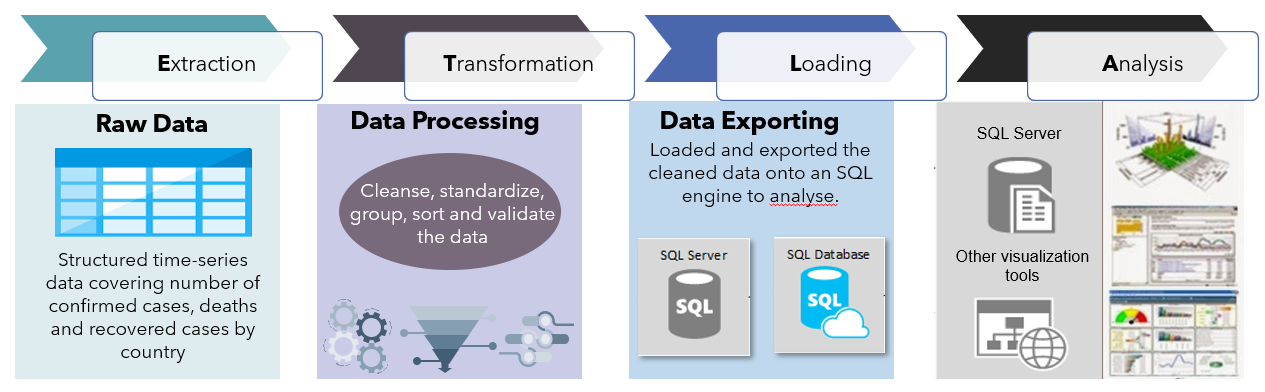 Extraction
Transformation
Loading
Analysis
Raw Data
Structured time-series
data covering number of
confirmed cases, deaths
and recovered cases by
country
Data Processing
Cleanse, standardize,
group, sort and validate
the data
Data Exporting
Loaded and exported the
cleaned data onto an SQL
engine to analyse.
SQL Server
SQL
SQL Database
SQL
SQL Server
Other visualization
tools